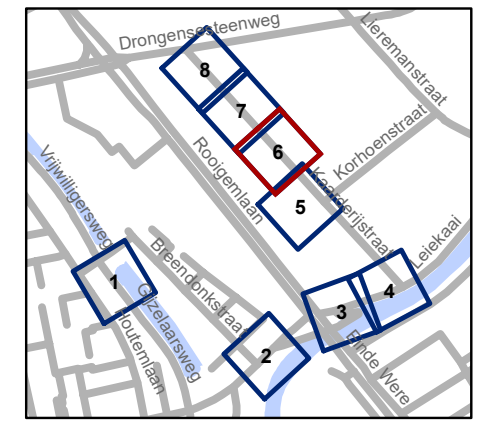 Drongensesteenweg
Lieremanstraat
8
7
6
5
Korhoenstraat
Rooigemlaan
Kaarderijstraat
Vrijwilligersweg
Breendonkstraat
Leiekaai
1
Gijzelaarsweg
4
3
2
Houtemlaan
Einde Were